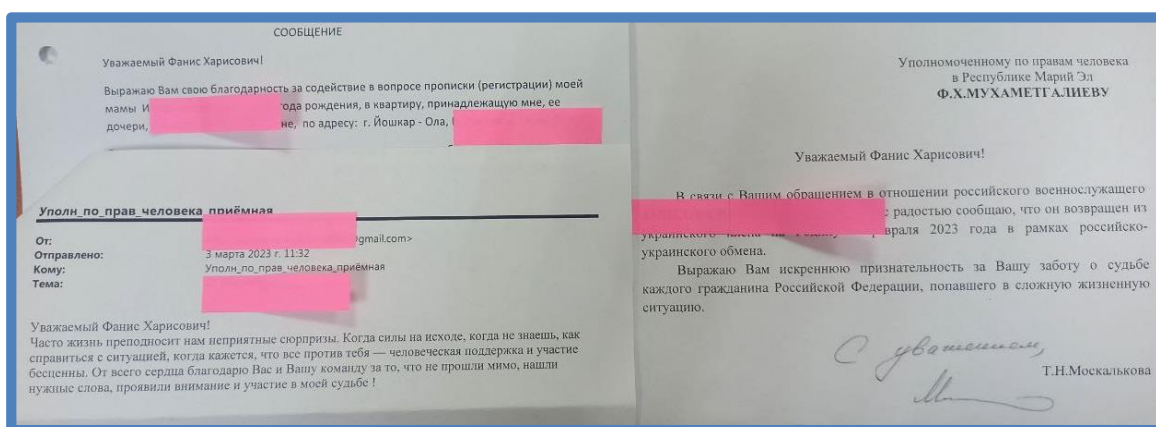 СООБЩЕНИЕ
Уважаемый Фанис Харисович!
Выражаю Вам свою благодарность за содействие в вопросе прописки (регистрации) моей
мамы И года рождения, в квартиру, принадлежащую мне, ее
дочери, не, по адресу: г. Йошкар - Ола,
Уполн_по_прав_человека_приёмная
От: @gmail.com>
Отправлено: 3 марта 2023 г. 11:32
Кому: Уполн_по_прав_человека_приёмная
Тема:
Уважаемый Фанис Харисович!
Часто жизнь преподносит нам неприятные сюрпризы. Когда силы на исходе, когда не знаешь, как
справиться с ситуацией, когда кажется, что все против тебя — человеческая поддержка и участие
бесценны. От всего сердца благодарю Вас и Вашу команду за то, что не прошли мимо, нашли
нужные слова, проявили внимание и участие в моей судьбе !
Уполномоченному по правам человека
в Республике Марий Эл
Ф.Х.МУХАМЕТГАЛИЕВУ
Уважаемый Фанис Харисович!
В связи с Вашим обращением в отношении российского военнослужащего
с радостью сообщаю, что он возвращен из
украинского враля 2023 года в рамках российско-
украинского обмена.
Выражаю Вам искреннюю признательность за Вашу заботу о судьбе
каждого гражданина Российской Федерации, попавшего в сложную жизненную
ситуацию.
С уважением,
Т.Н.Москалькова